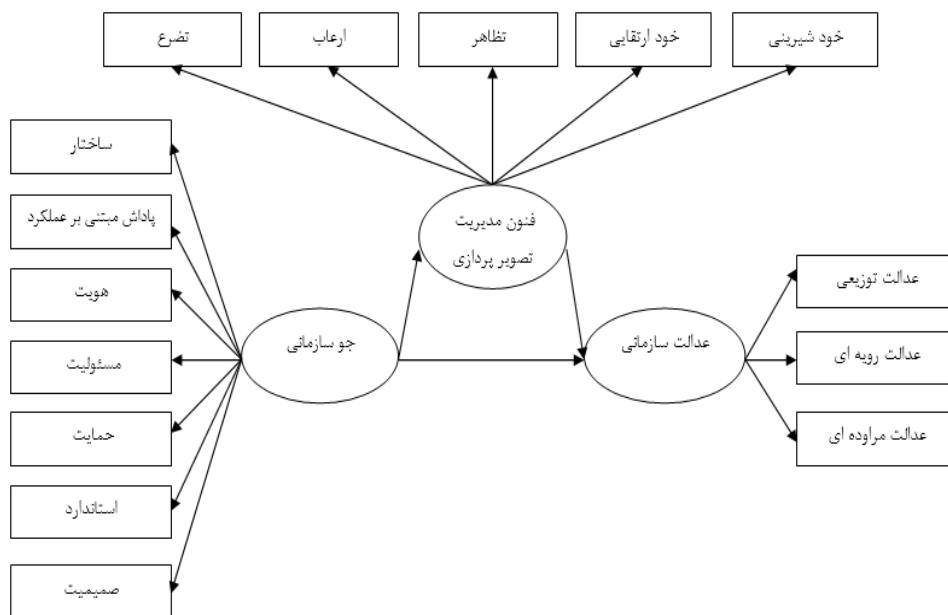 خود شیرینی
خود ارتقایی
تظاهر
ارعاب
تضرع
ساختار
پاداش مبتنی بر عملکرد
هویت
مسئولیت
حمایت
استاندارد
صمیمیت
فنون مدیریت
تصویر پردازی
جو سازمانی
عدالت سازمانی
عدالت توزیعی
عدالت رویه ای
عدالت مراوده ای